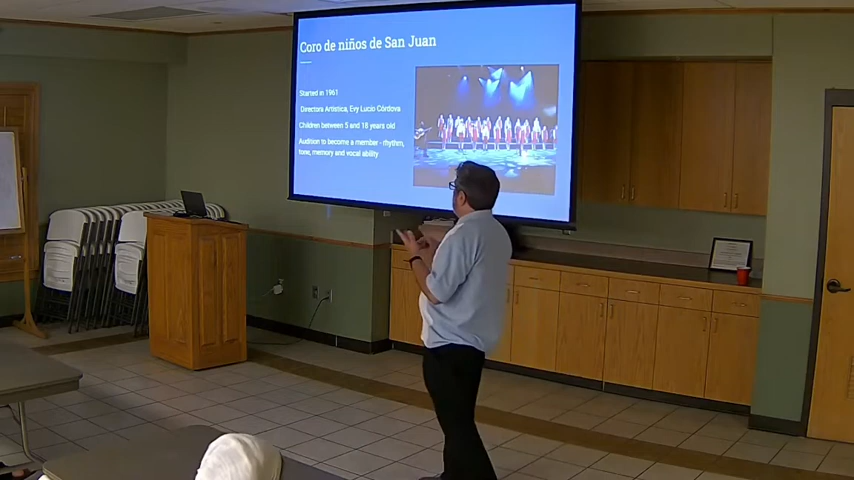 Coro de niños de San Juan
Started in 1961
Directora Artística, Evy Lucio Córdova
Children between 5 and 18 years old
Audition to become a member - rhythm,
tone, memory and vocal ability